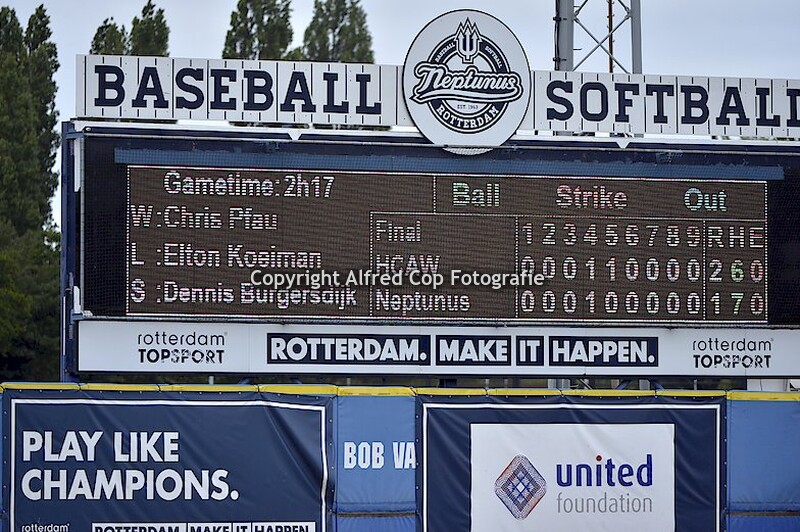 BASEBALL SOFTBALL
BASEBALL SOFTBALL
Neptunus
ROTTERDAM
Gametime:2h17 Ball Strike Out
W:Chris Pfau
L :Elton Koeiman
S :Dennis Burgersdijk
Final 1 2 3 4 5 6 7 8 9 R H E
HCAW 0 0 0 1 1 0 0 0 0 2 6 0
Neptunus 0 0 0 1 0 0 0 0 0 1 7 0
Copyright Alfred Cop Fotografie
rotterdam
TOPSPORT
ROTTERDAM. MAKE IT HAPPEN.
rotterdam
TOPSPORT
PLAY LIKE
CHAMPIONS.
rotterdam
ROTTERDAM. MAKE IT HAPPEN
BOB VA
united
foundation